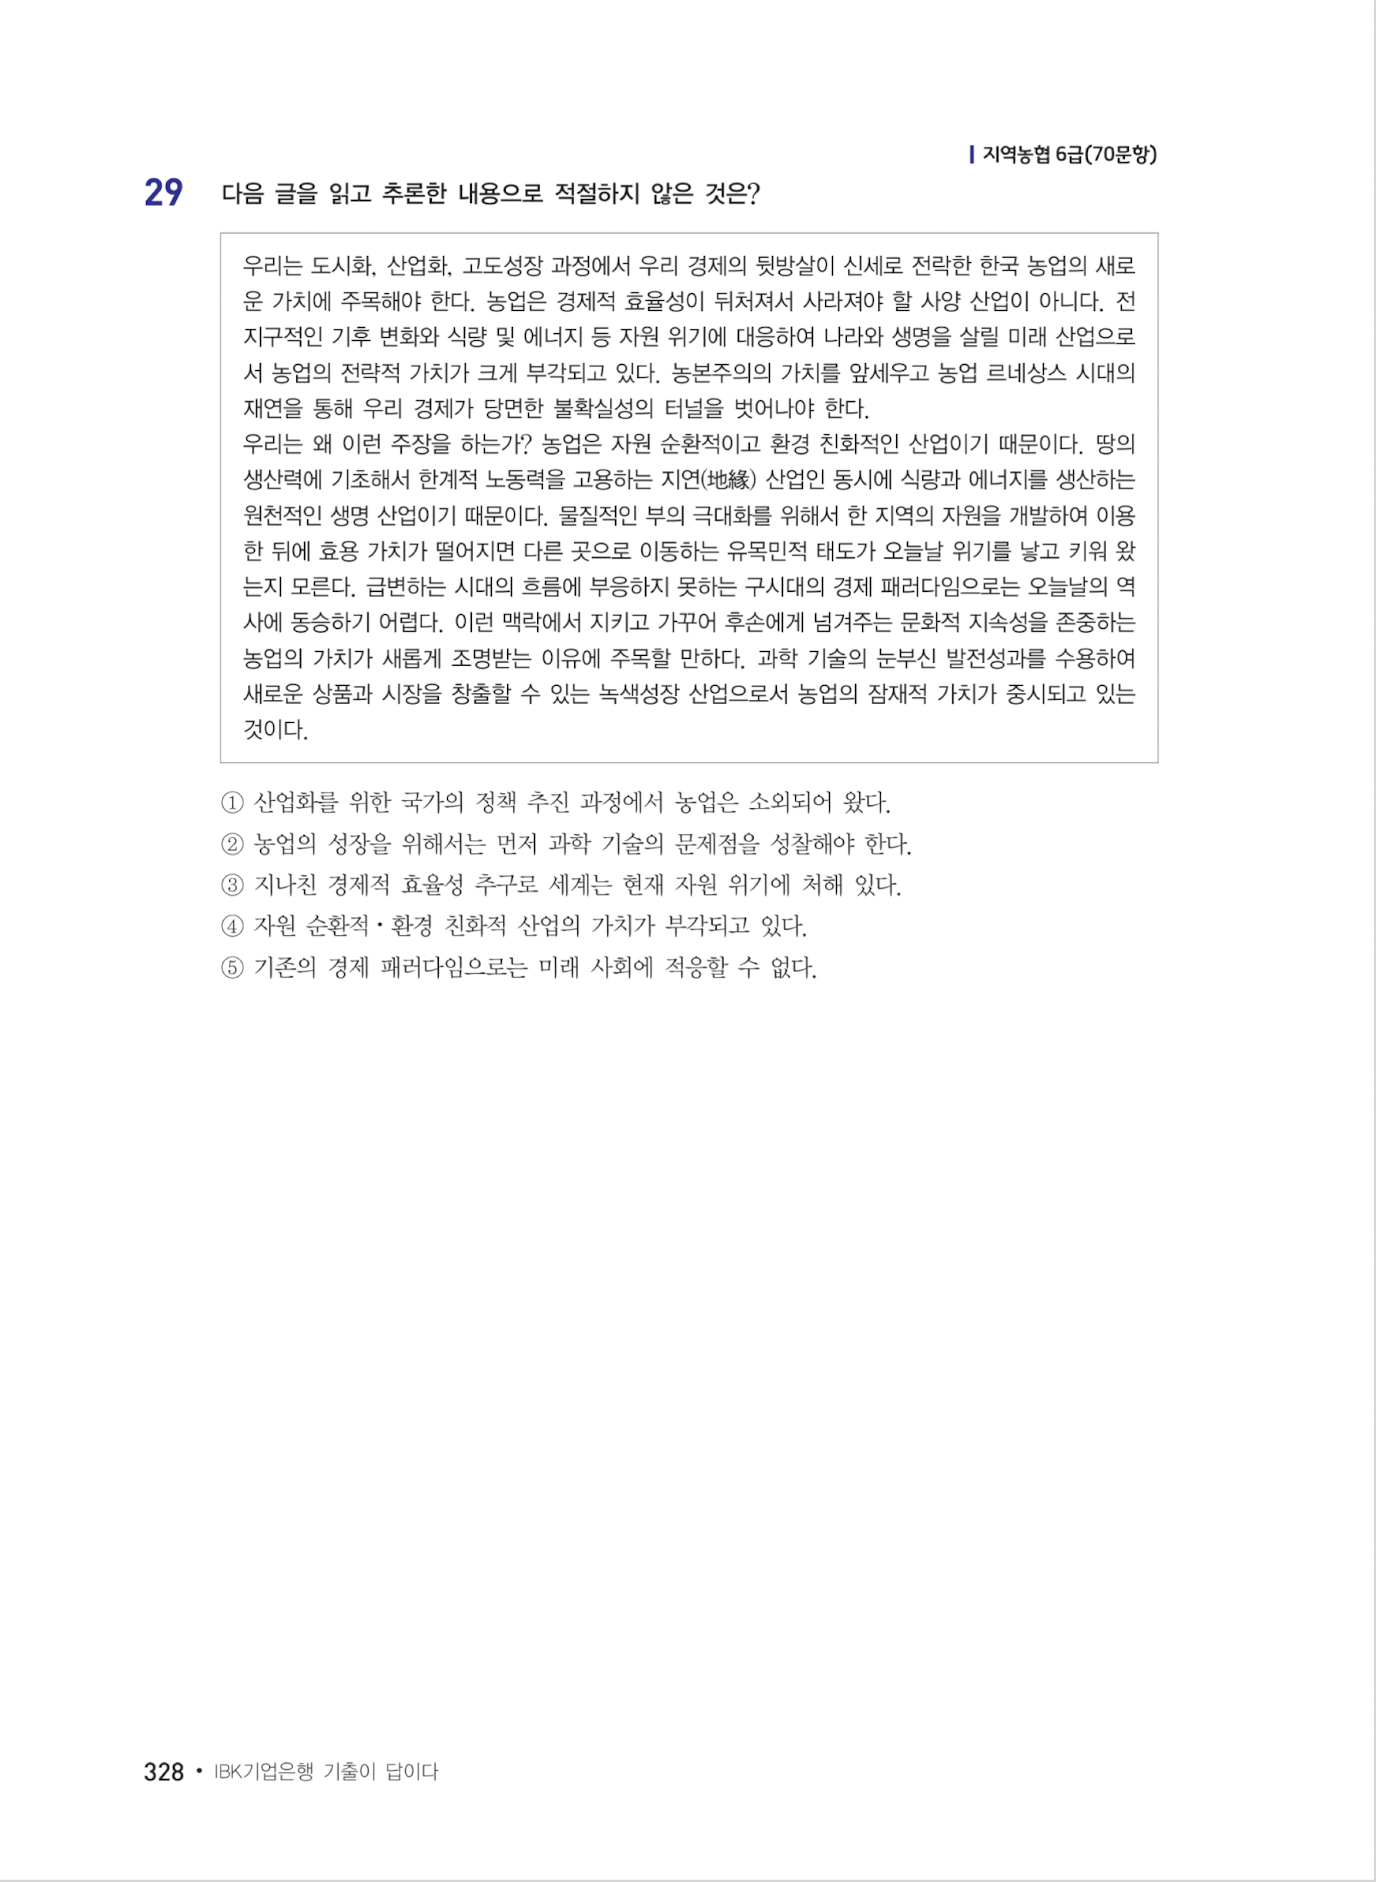 지역농협 6급(70문항)
29 다음 글을 읽고 추론한 내용으로 적절하지 않은 것은?
우리는 도시화, 산업화, 고도성장 과정에서 우리 경제의 뒷방살이 신세로 전락한 한국 농업의 새로
운 가치에 주목해야 한다. 농업은 경제적 효율성이 뒤처져서 사라져야 할 사양 산업이 아니다. 전
지구적인 기후 변화와 식량 및 에너지 등 자원 위기에 대응하여 나라와 생명을 살릴 미래 산업으로
서 농업의 전략적 가치가 크게 부각되고 있다. 농본주의의 가치를 앞세우고 농업 르네상스 시대의
재연을 통해 우리 경제가 당면한 불확실성의 터널을 벗어나야 한다.
우리는 왜 이런 주장을 하는가? 농업은 자원 순환적이고 환경 친화적인 산업이기 때문이다. 땅의
생산력에 기초해서 한계적 노동력을 고용하는 지연(地緣) 산업인 동시에 식량과 에너지를 생산하는
원천적인 생명 산업이기 때문이다. 물질적인 부의 극대화를 위해서 한 지역의 자원을 개발하여 이용
한 뒤에 효용 가치가 떨어지면 다른 곳으로 이동하는 유목민적 태도가 오늘날 위기를 낳고 키워 왔
는지 모른다. 급변하는 시대의 흐름에 부응하지 못하는 구시대의 경제 패러다임으로는 오늘날의 역
사에 동승하기 어렵다. 이런 맥락에서 지키고 가꾸어 후손에게 넘겨주는 문화적 지속성을 존중하는
농업의 가치가 새롭게 조명받는 이유에 주목할 만하다. 과학 기술의 눈부신 발전성과를 수용하여
새로운 상품과 시장을 창출할 수 있는 녹색성장 산업으로서 농업의 잠재적 가치가 중시되고 있는
것이다.
① 산업화를 위한 국가의 정책 추진 과정에서 농업은 소외되어 왔다.
② 농업의 성장을 위해서는 먼저 과학 기술의 문제점을 성찰해야 한다.
③ 지나친 경제적 효율성 추구로 세계는 현재 자원 위기에 처해 있다.
④ 자원 순환적·환경 친화적 산업의 가치가 부각되고 있다.
⑤ 기존의 경제 패러다임으로는 미래 사회에 적응할 수 없다.
328 • IBK기업은행 기출이 답이다